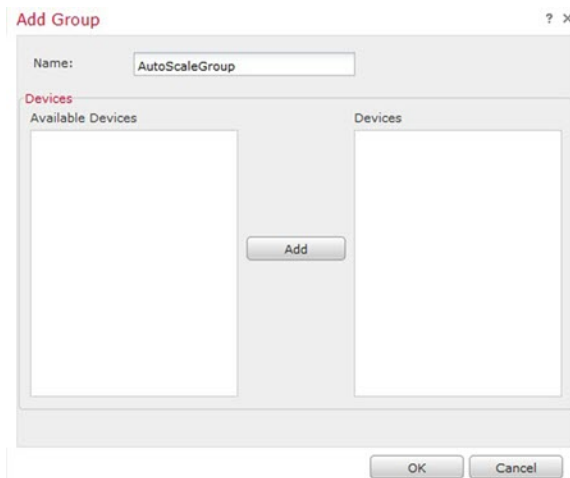 Add Group
? X
Name:
AutoScaleGroup
Devices
Available Devices
Devices
Add
OK
Cancel